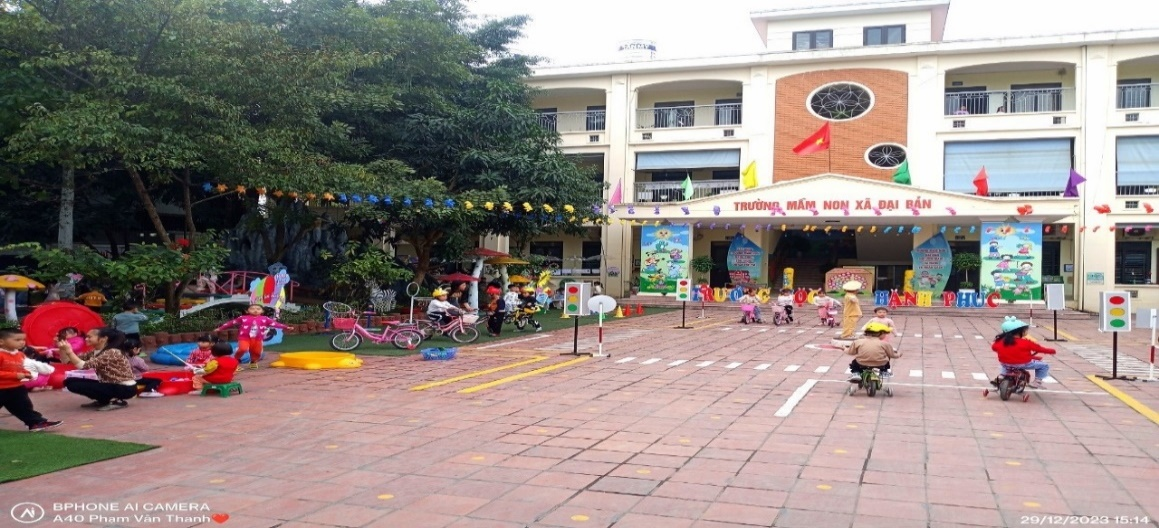 TRƯỜNG MẦM NON XÃ ĐẠI BẢN
HẠNH PHÚC
BPHONE AI CAMERA
A40 Phạm Văn Thanh❤
29/12/2023 15:14